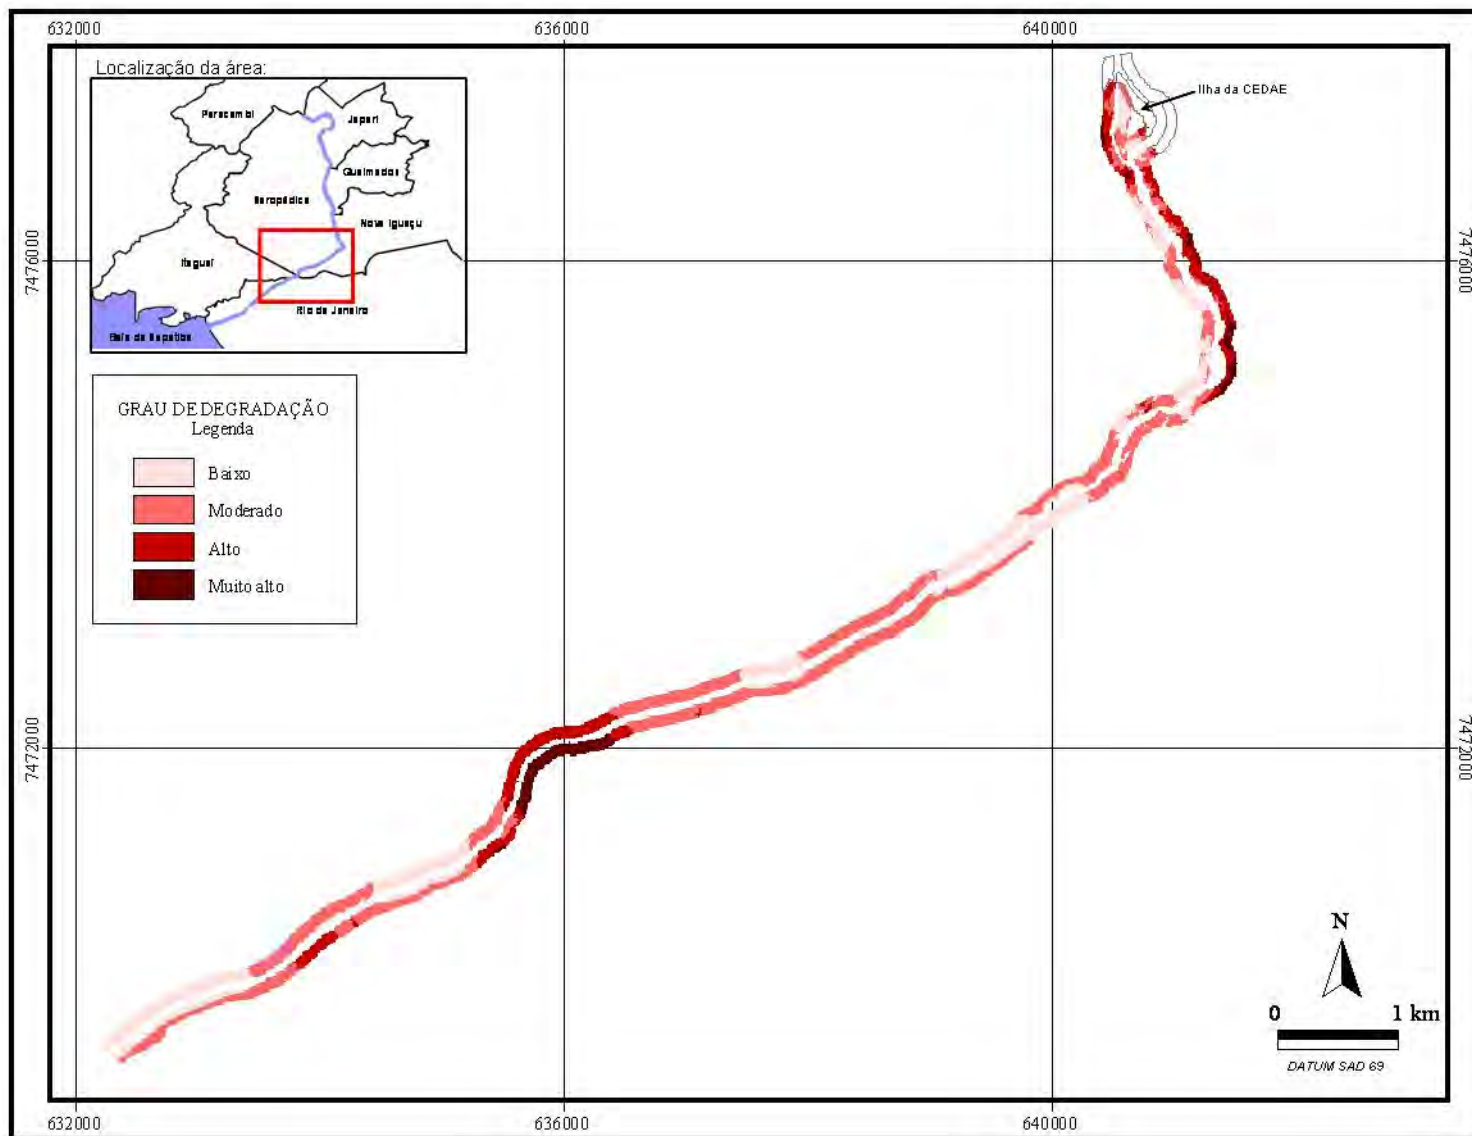 632000
636000
640000
Localização da área:
Paracambi
Japeri
Queimados
Seropédica
Nova Iguaçu
Itaguaí
Rio de Janeiro
Baía de Sepetiba
Ilha da CEDAE
7476000
7476000
GRAU DE DEGRADAÇÃO
Legenda
Baixo
Moderado
Alto
Muito alto
7472000
7472000
N
0 1 km
DATUM SAD 69
632000
636000
640000